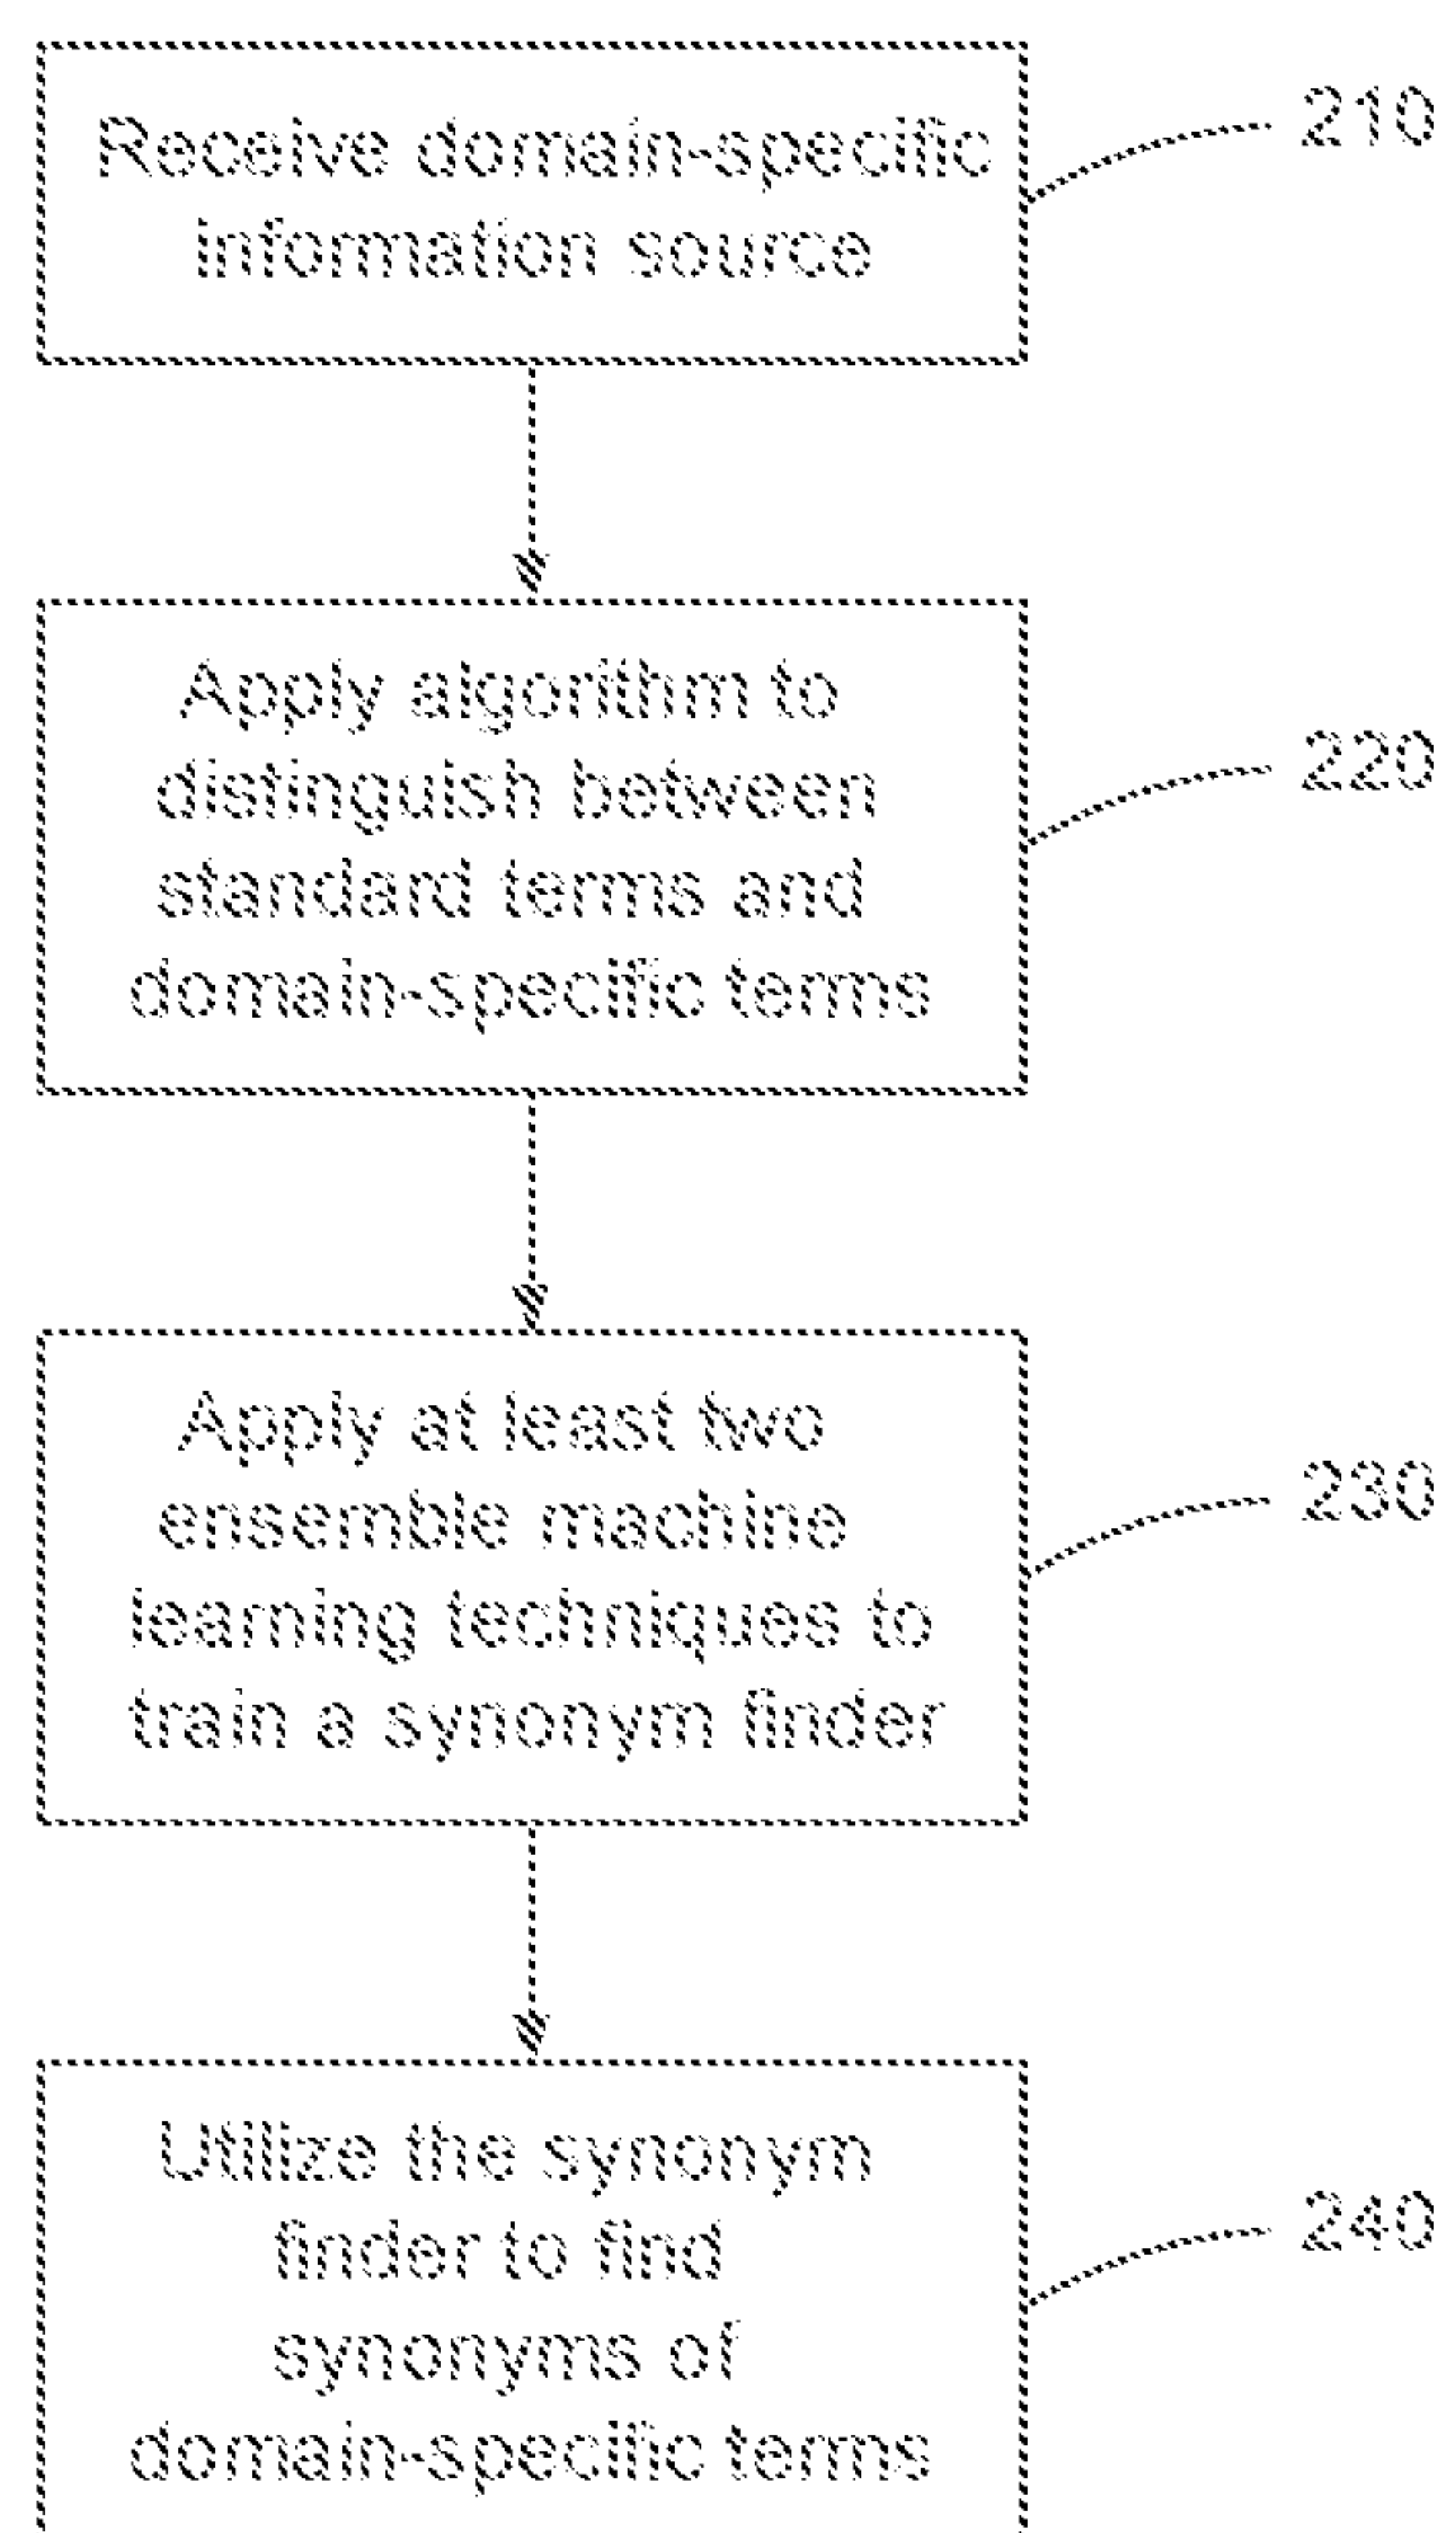 Receive domain-specific
information source
210
Apply algorithm to
distinguish between
standard terms and
domain-specific terms
220
Apply at least two
ensemble machine
learning techniques to
train a synonym finder
230
Utilize the synonym
finder to find
synonyms of
domain-specific terms
240